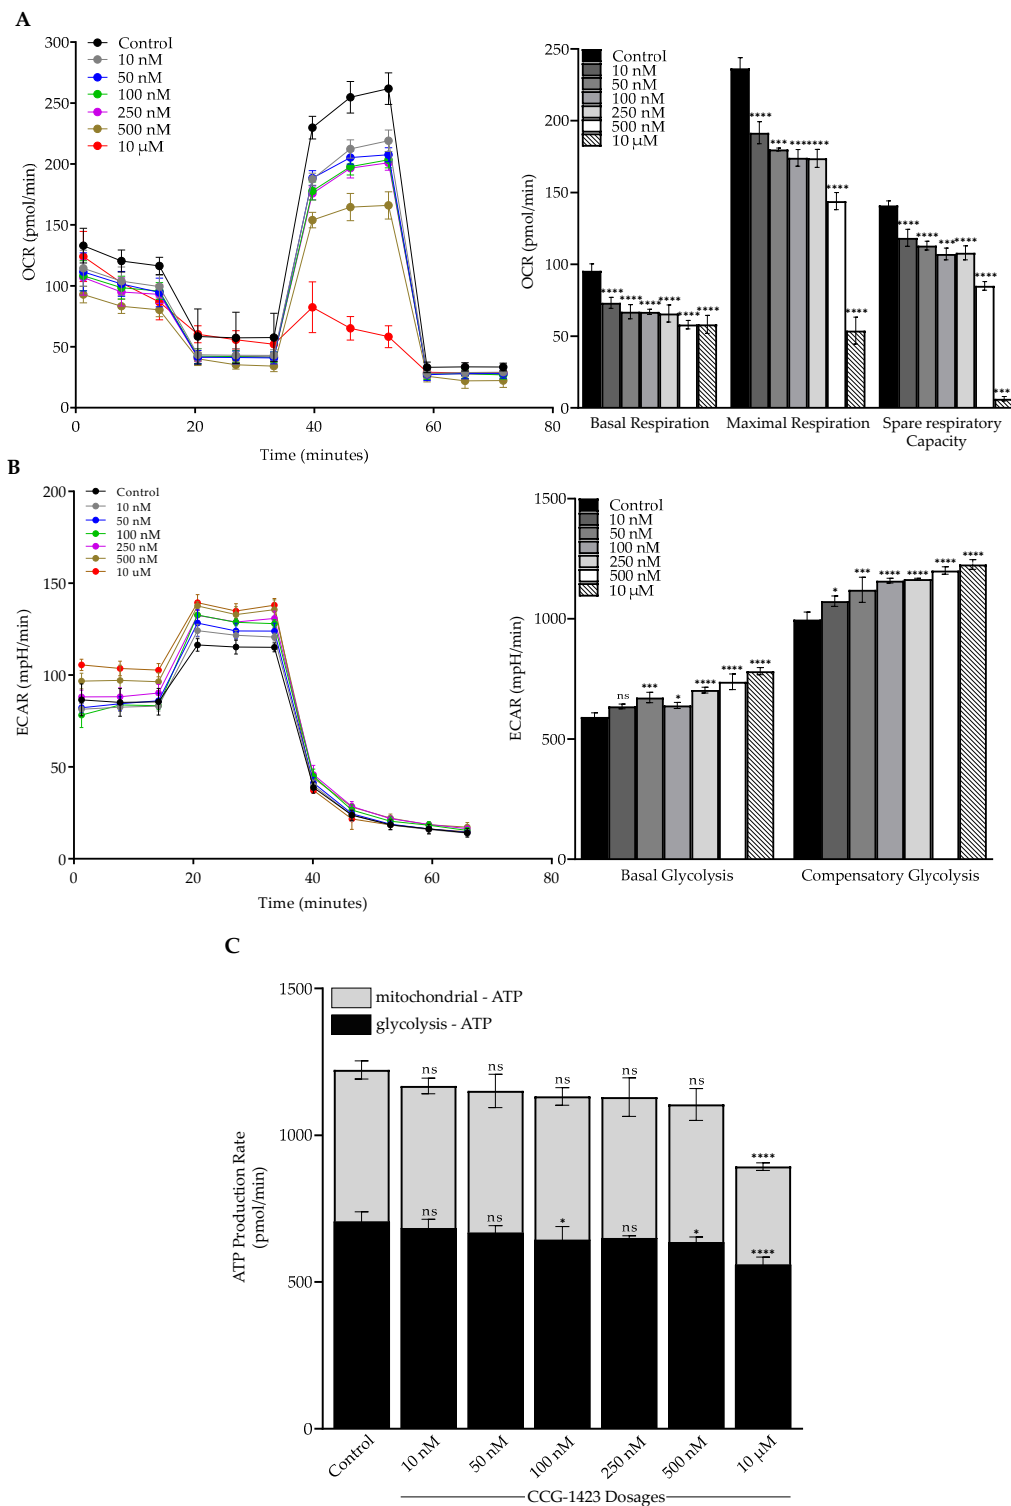 A
300
250
200
150
100
50
0
OCR (pmol/min)
Control
10 nM
50 nM
100 nM
250 nM
500 nM
10 μM
0
20
40
60
80
Time (minutes)
250
200
150
100
50
0
OCR (pmol/min)
Control
10 nM
50 nM
100 nM
250 nM
500 nM
10 μM
**** **** **** **** **** ****
**** *** **** **** **** ****
**** **** *** **** **** ****
Basal Respiration
Maximal Respiration
Spare respiratory
Capacity
B
200
150
100
50
0
ECAR (mpH/min)
Control
10 nM
50 nM
100 nM
250 nM
500 nM
10 uM
0
20
40
60
80
Time (minutes)
1500
1000
500
0
ECAR (mpH/min)
Control
10 nM
50 nM
100 nM
250 nM
500 nM
10 μM
ns *** * **** **** ****
* *** **** **** **** ****
Basal Glycolysis
Compensatory Glycolysis
C
1500
1000
500
0
ATP Production Rate
(pmol/min)
mitochondrial - ATP
glycolysis - ATP
ns ns ns ns ns ****
ns ns * ns * ****
Control
10 nM
50 nM
100 nM
250 nM
500 nM
10 μM
CCG-1423 Dosages